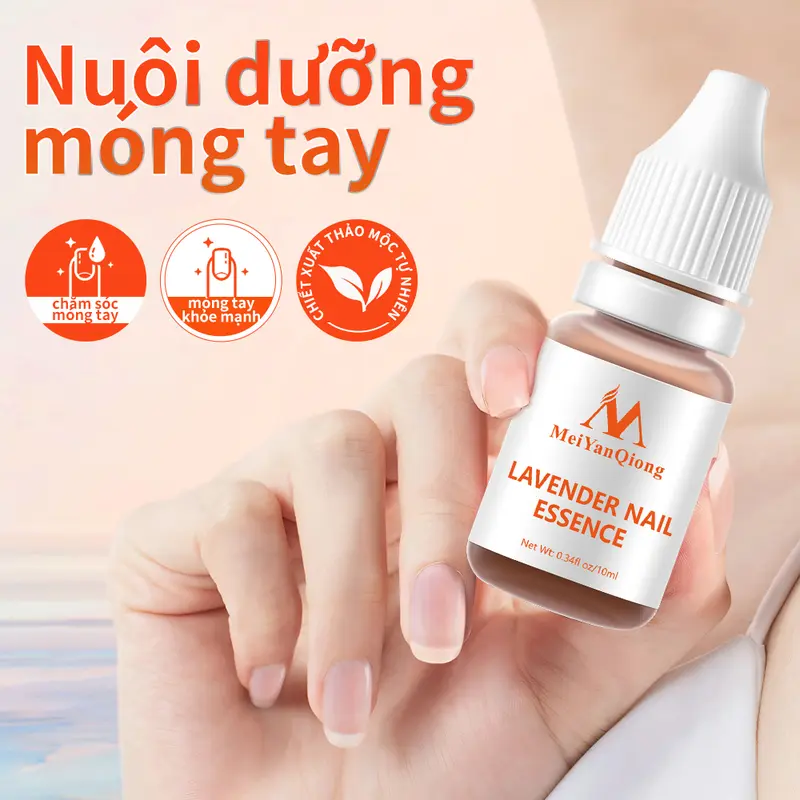 Nuôi dưỡng
móng tay
chăm sóc
móng tay
móng tay
khỏe mạnh
CHIẾT XUẤT THẢO MỘC TỰ NHIÊN
MeiYanQiong
LAVENDER NAIL
ESSENCE
Net Wt: 0.34fl oz/10ml